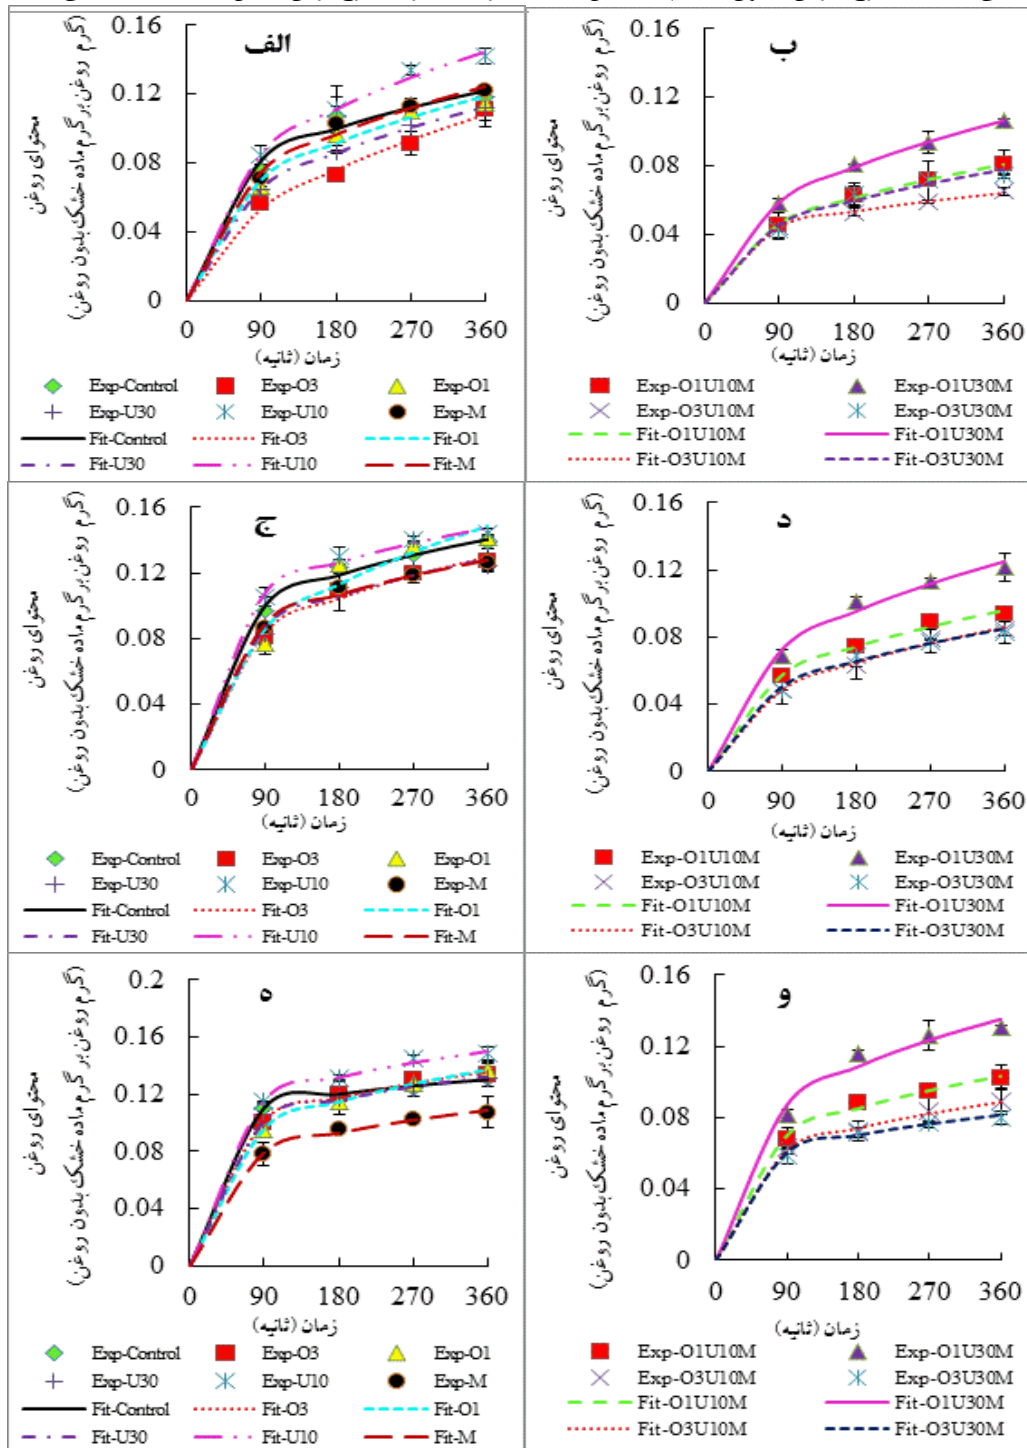 الف
محتوای روغن
(گرم روغن بر گرم ماده خشک بدون روغن)
0.16
0.12
0.08
0.04
0
0 90 180 270 360
زمان (ثانیه)
Exp-Control Exp-O3 Exp-O1
Exp-U30 Exp-U10 Exp-M
Fit-Control Fit-O3 Fit-O1
Fit-U30 Fit-U10 Fit-M
ب
محتوای روغن
(گرم روغن بر گرم ماده خشک بدون روغن)
0.16
0.12
0.08
0.04
0
0 90 180 270 360
زمان (ثانیه)
Exp-O1U10M Exp-O1U30M
Exp-O3U10M Exp-O3U30M
Fit-O1U10M Fit-O1U30M
Fit-O3U10M Fit-O3U30M
ج
محتوای روغن
(گرم روغن بر گرم ماده خشک بدون روغن)
0.16
0.12
0.08
0.04
0
0 90 180 270 360
زمان (ثانیه)
Exp-Control Exp-O3 Exp-O1
Exp-U30 Exp-U10 Exp-M
Fit-Control Fit-O3 Fit-O1
Fit-U30 Fit-U10 Fit-M
د
محتوای روغن
(گرم روغن بر گرم ماده خشک بدون روغن)
0.16
0.12
0.08
0.04
0
0 90 180 270 360
زمان (ثانیه)
Exp-O1U10M Exp-O1U30M
Exp-O3U10M Exp-O3U30M
Fit-O1U10M Fit-O1U30M
Fit-O3U10M Fit-O3U30M
ه
محتوای روغن
(گرم روغن بر گرم ماده خشک بدون روغن)
0.2
0.16
0.12
0.08
0.04
0
0 90 180 270 360
زمان (ثانیه)
Exp-Control Exp-O3 Exp-O1
Exp-U30 Exp-U10 Exp-M
Fit-Control Fit-O3 Fit-O1
Fit-U30 Fit-U10 Fit-M
و
محتوای روغن
(گرم روغن بر گرم ماده خشک بدون روغن)
0.16
0.12
0.08
0.04
0
0 90 180 270 360
زمان (ثانیه)
Exp-O1U10M Exp-O1U30M
Exp-O3U10M Exp-O3U30M
Fit-O1U10M Fit-O1U30M
Fit-O3U10M Fit-O3U30M